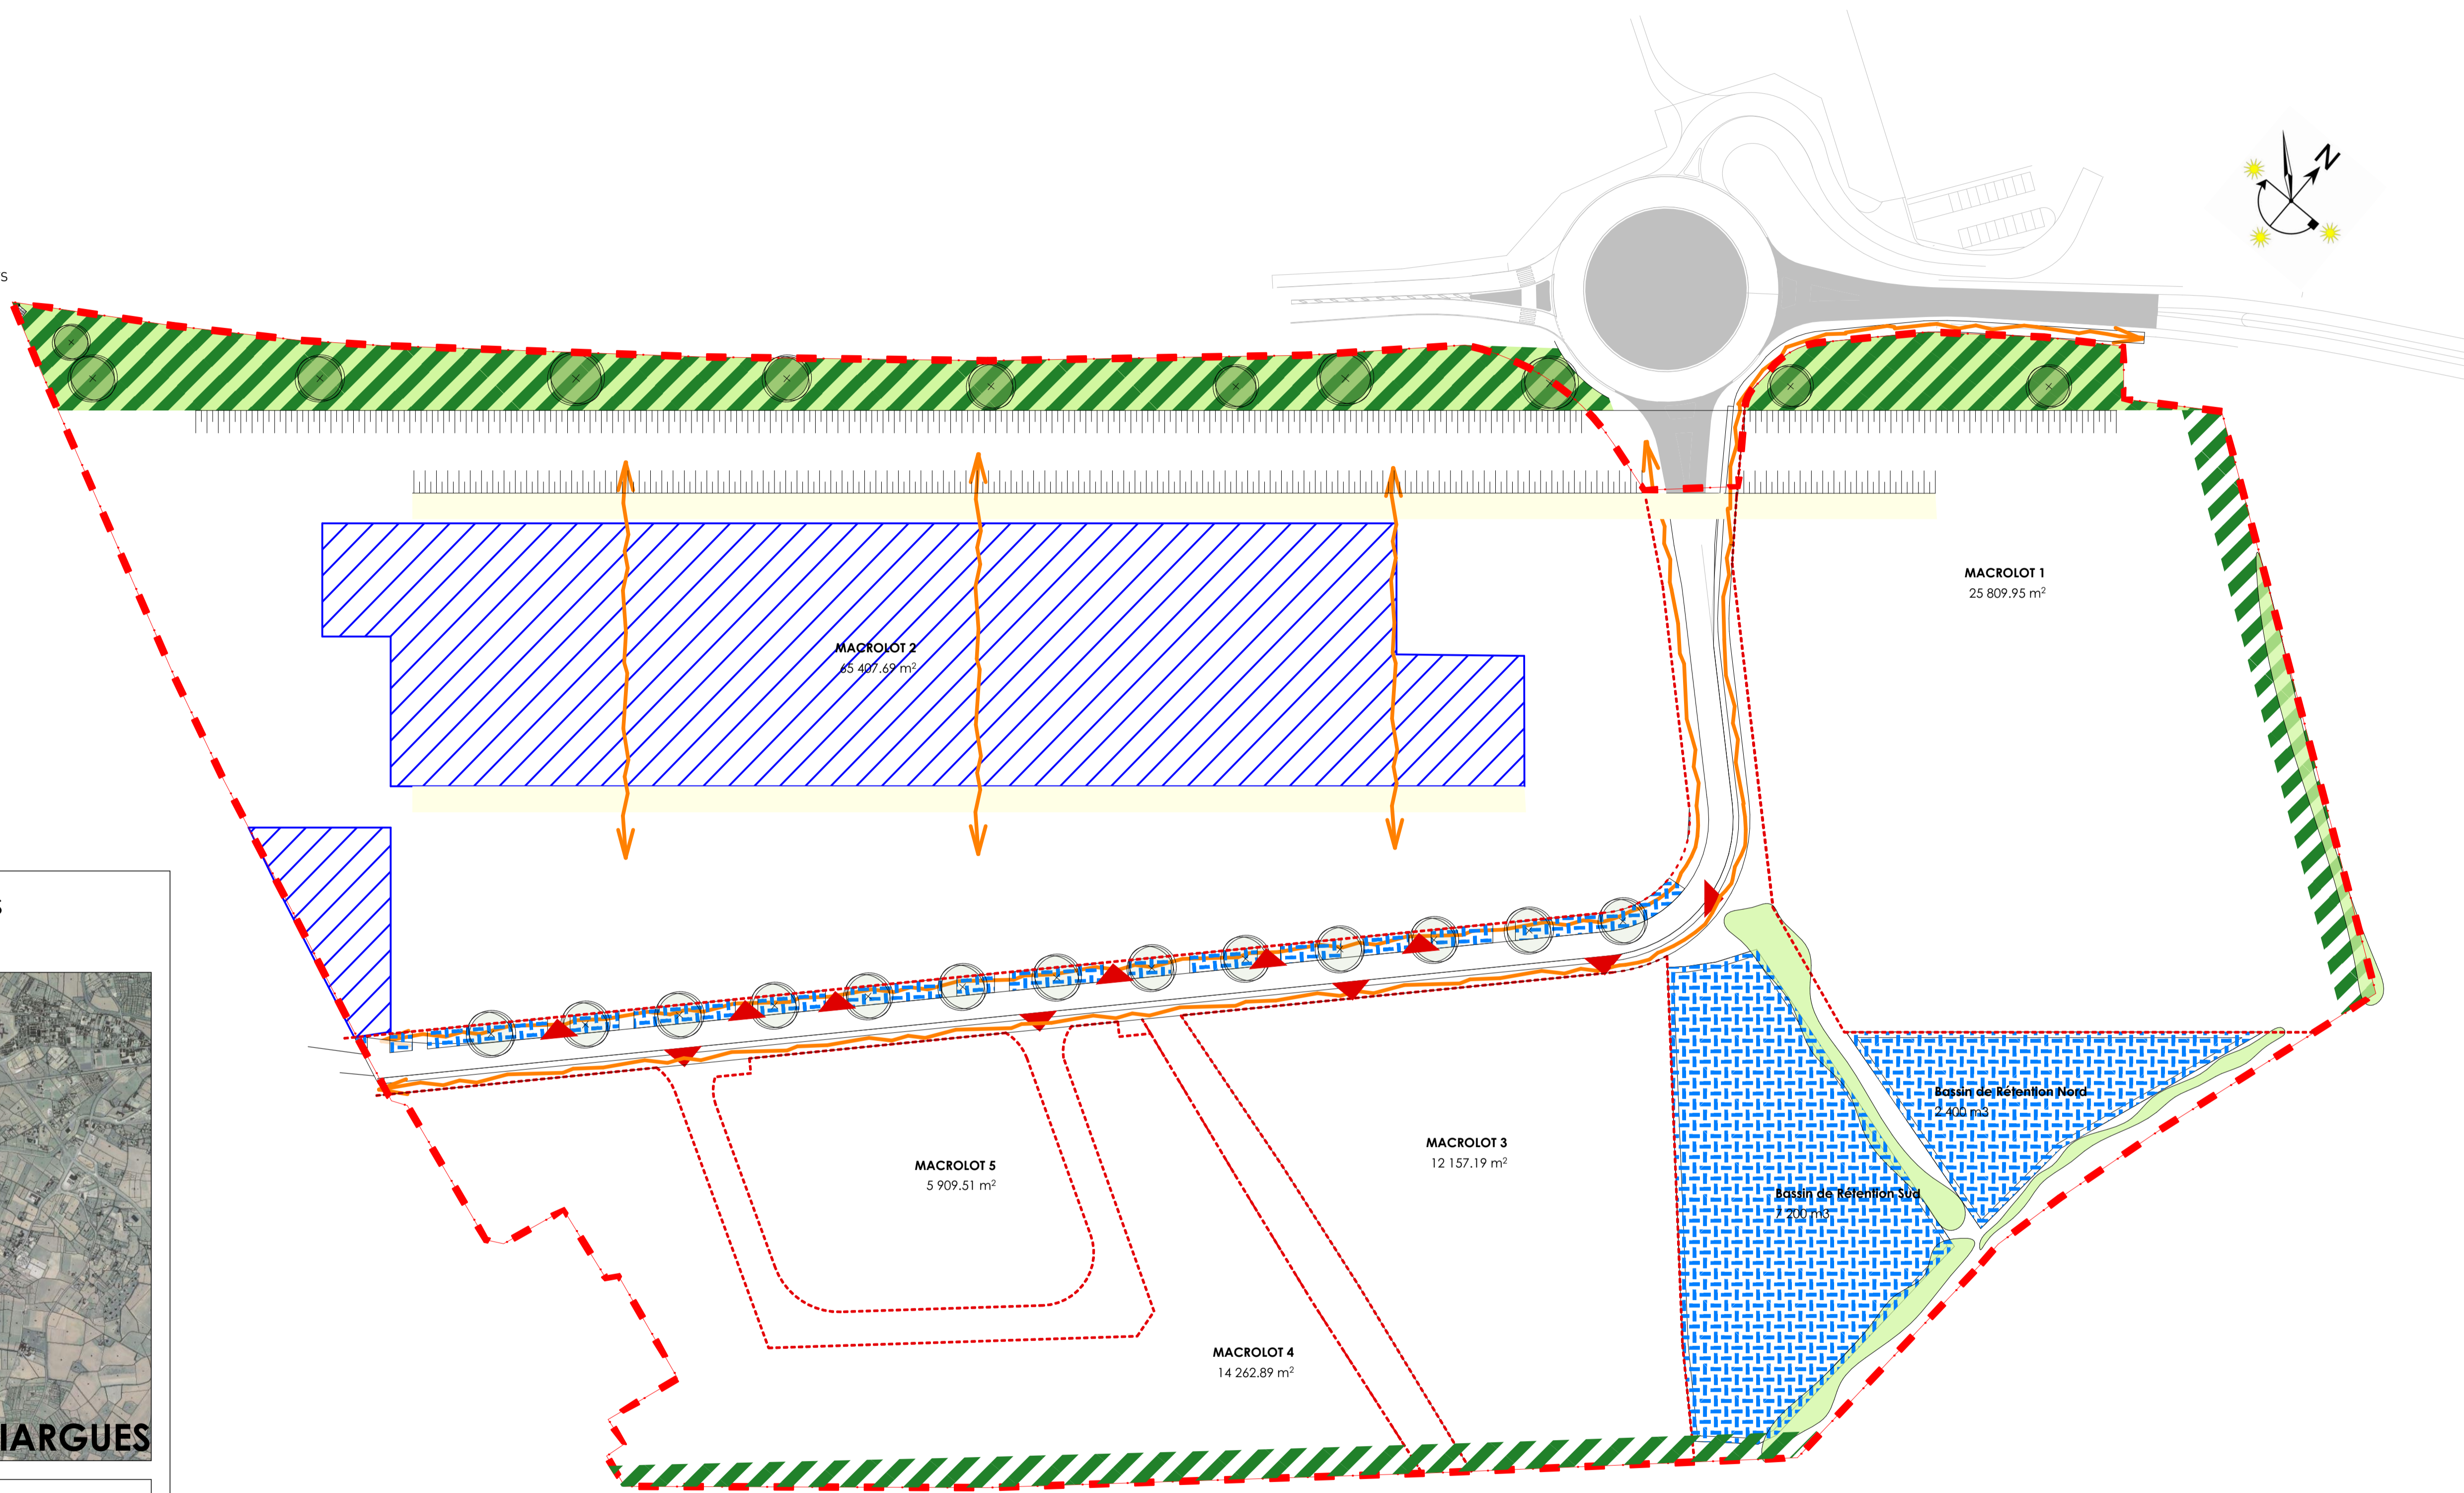 N
MACROLOT 1
25 809.95 m²
MACROLOT 2
65 407.69 m²
Bassin de Rétention Nord
2 400 m3
MACROLOT 3
12 157.19 m²
MACROLOT 5
5 909.51 m²
Bassin de Rétention Sud
7 200 m3
MACROLOT 4
14 262.89 m²
IARGUES